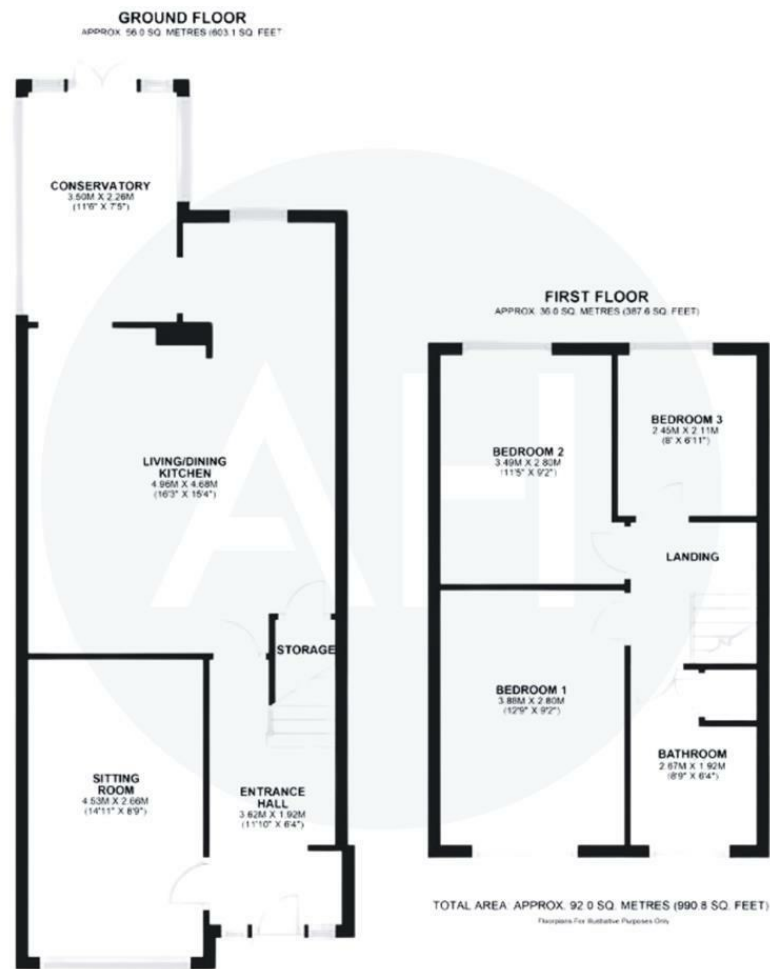 GROUND FLOOR
APPROX. 56.0 SQ. METRES (603.1 SQ. FEET
CONSERVATORY
3.50M X 2.26M
(11'6" X 7'5")
LIVING/DINING
KITCHEN
4.96M X 4.68M
(16'3" X 15'4")
STORAGE
SITTING
ROOM
4.53M X 2.66M
(14'11" X 8'9")
ENTRANCE
HALL
3.62M X 1.92M
(11'10" X 6'4")
FIRST FLOOR
APPROX. 36.0 SQ. METRES (387.6 SQ. FEET)
BEDROOM 2
3.49M X 2.80M
(11'5" X 9'2")
BEDROOM 3
2.45M X 2.11M
(8' X 6'11")
LANDING
BEDROOM 1
3.88M X 2.80M
(12'9" X 9'2")
BATHROOM
2.67M X 1.92M
(8'9" X 6'4")
TOTAL AREA: APPROX. 92.0 SQ. METRES (990.8 SQ. FEET)
Floorplans For Illustrative Purposes Only
AH